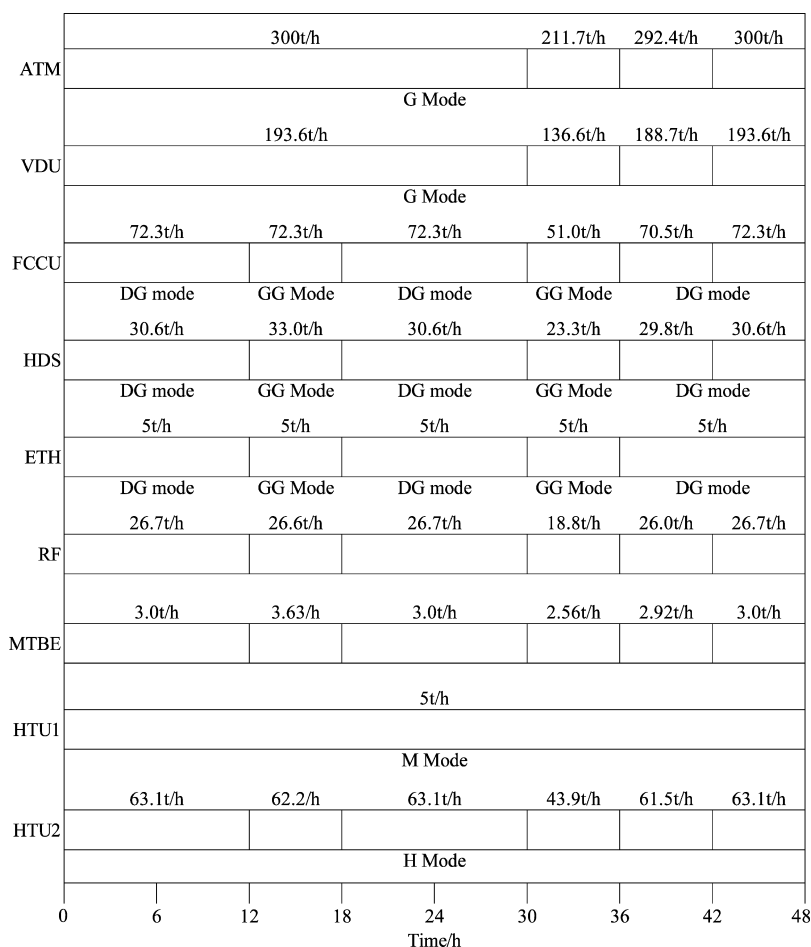 300t/h 211.7t/h 292.4t/h 300t/h
ATM
G Mode
193.6t/h 136.6t/h 188.7t/h 193.6t/h
VDU
G Mode
72.3t/h 72.3t/h 72.3t/h 51.0t/h 70.5t/h 72.3t/h
FCCU
DG mode GG Mode DG mode GG Mode DG mode
30.6t/h 33.0t/h 30.6t/h 23.3t/h 29.8t/h 30.6t/h
HDS
DG mode GG Mode DG mode GG Mode DG mode
5t/h 5t/h 5t/h 5t/h 5t/h
ETH
DG mode GG Mode DG mode GG Mode DG mode
26.7t/h 26.6t/h 26.7t/h 18.8t/h 26.0t/h 26.7t/h
RF
3.0t/h 3.63/h 3.0t/h 2.56t/h 2.92t/h 3.0t/h
MTBE
5t/h
HTU1
M Mode
63.1t/h 62.2/h 63.1t/h 43.9t/h 61.5t/h 63.1t/h
HTU2
H Mode
0 6 12 18 24 30 36 42 48
Time/h